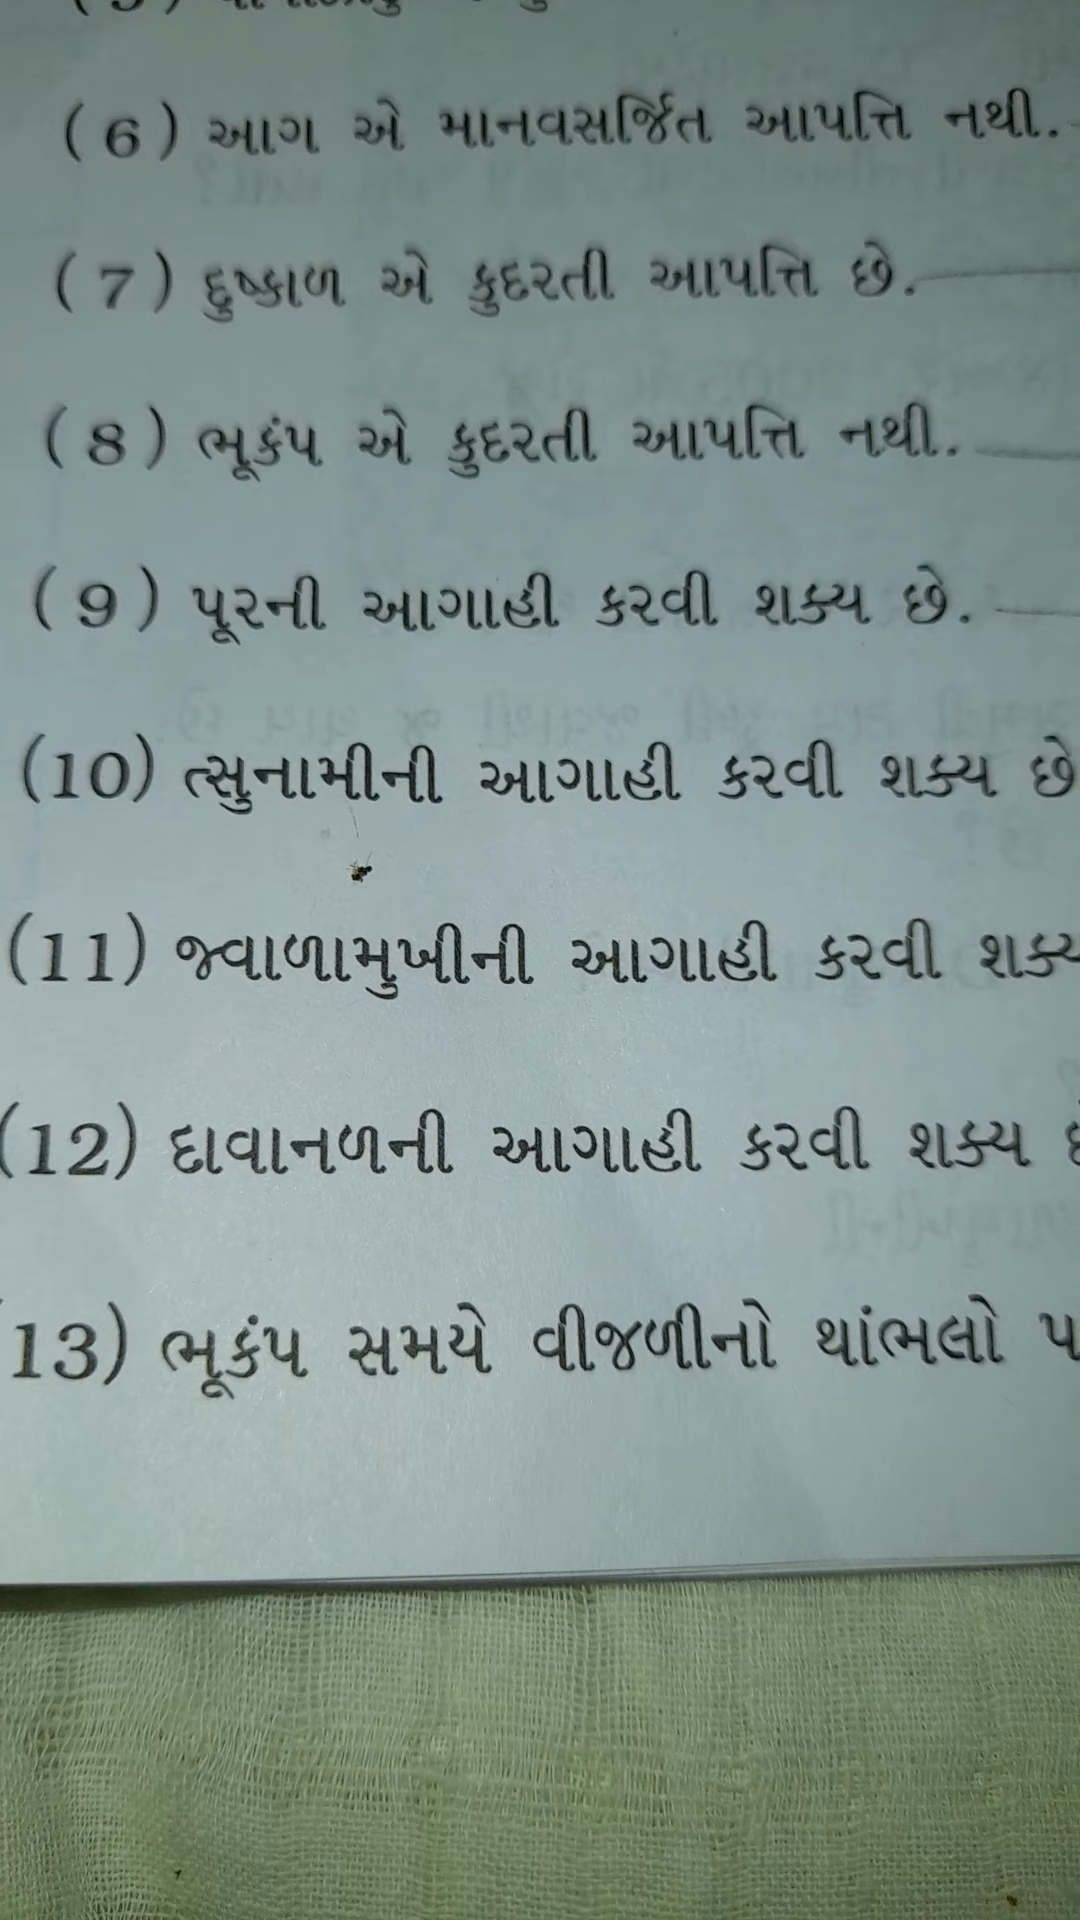 (6) આગ એ માનવસર્જિત આપત્તિ નથી.
(7) દુષ્કાળ એ કુદરતી આપત્તિ છે.
(8) ભૂકંપ એ કુદરતી આપત્તિ નથી.
(9) પૂરની આગાહી કરવી શક્ય છે.
(10) ત્સુનામીની આગાહી કરવી શક્ય છે
(11) જ્વાળામુખીની આગાહી કરવી
(12) દાવાનળની આગાહી કરવી શક્ય
13) ભૂકંપ સમયે વીજળીનો થાંભલો